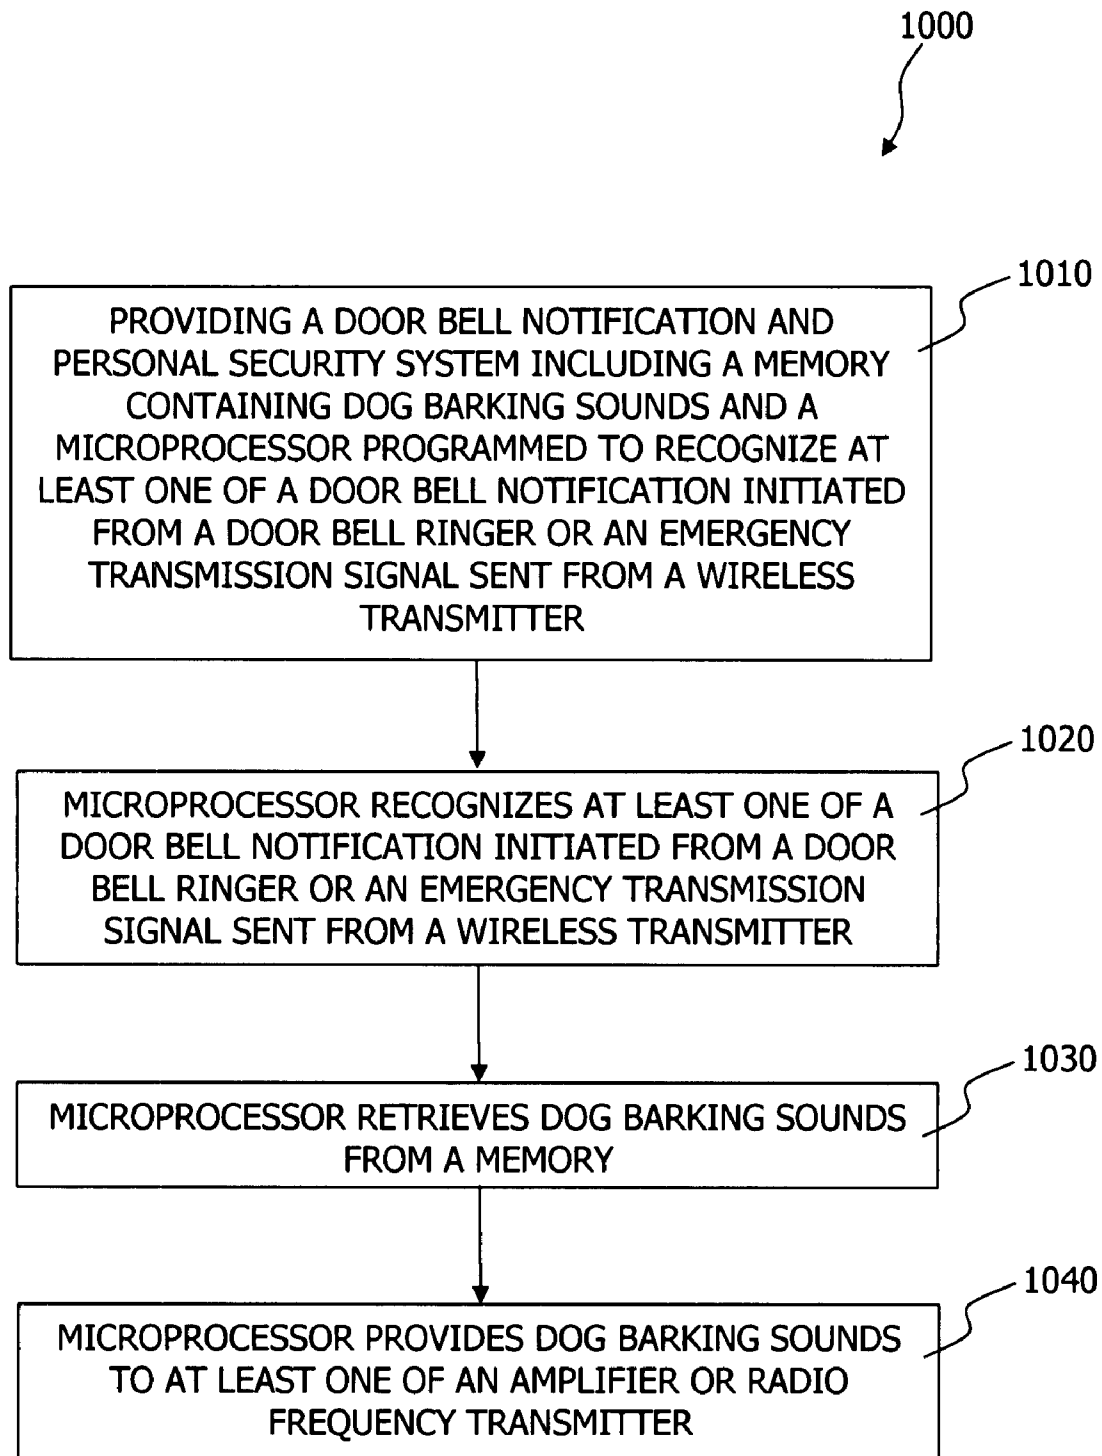 1000
1010
PROVIDING A DOOR BELL NOTIFICATION AND
PERSONAL SECURITY SYSTEM INCLUDING A MEMORY
CONTAINING DOG BARKING SOUNDS AND A
MICROPROCESSOR PROGRAMMED TO RECOGNIZE AT
LEAST ONE OF A DOOR BELL NOTIFICATION INITIATED
FROM A DOOR BELL RINGER OR AN EMERGENCY
TRANSMISSION SIGNAL SENT FROM A WIRELESS
TRANSMITTER
1020
MICROPROCESSOR RECOGNIZES AT LEAST ONE OF A
DOOR BELL NOTIFICATION INITIATED FROM A DOOR
BELL RINGER OR AN EMERGENCY TRANSMISSION
SIGNAL SENT FROM A WIRELESS TRANSMITTER
1030
MICROPROCESSOR RETRIEVES DOG BARKING SOUNDS
FROM A MEMORY
1040
MICROPROCESSOR PROVIDES DOG BARKING SOUNDS
TO AT LEAST ONE OF AN AMPLIFIER OR RADIO
FREQUENCY TRANSMITTER